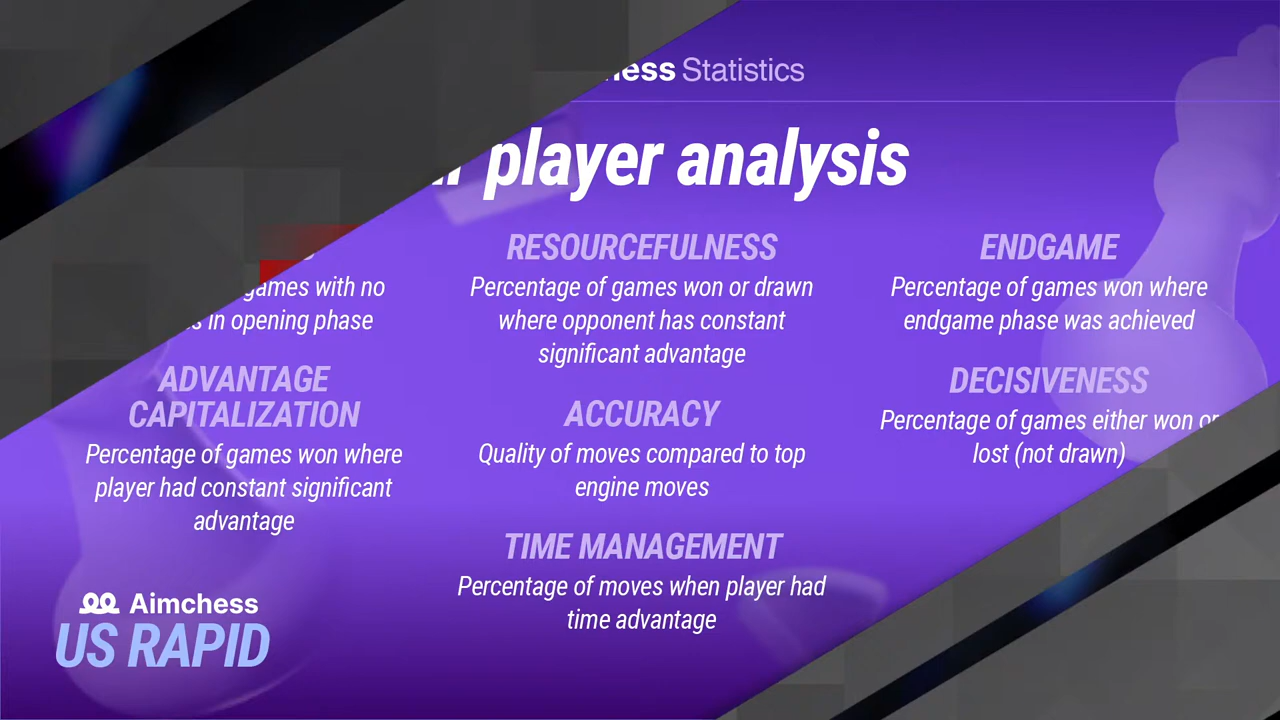 Statistics
player analysis
RESOURCEFULNESS
ENDGAME
games with no
Percentage of games won or drawn
Percentage of games won where
in opening phase
where opponent has constant
endgame phase was achieved
significant advantage
ADVANTAGE
CAPITALIZATION
DECISIVENESS
ACCURACY
Percentage of games either won or
Percentage of games won where
Quality of moves compared to top
lost (not drawn)
player had constant significant
engine moves
advantage
TIME MANAGEMENT
Percentage of moves when player had
time advantage
Aimchess
US RAPID